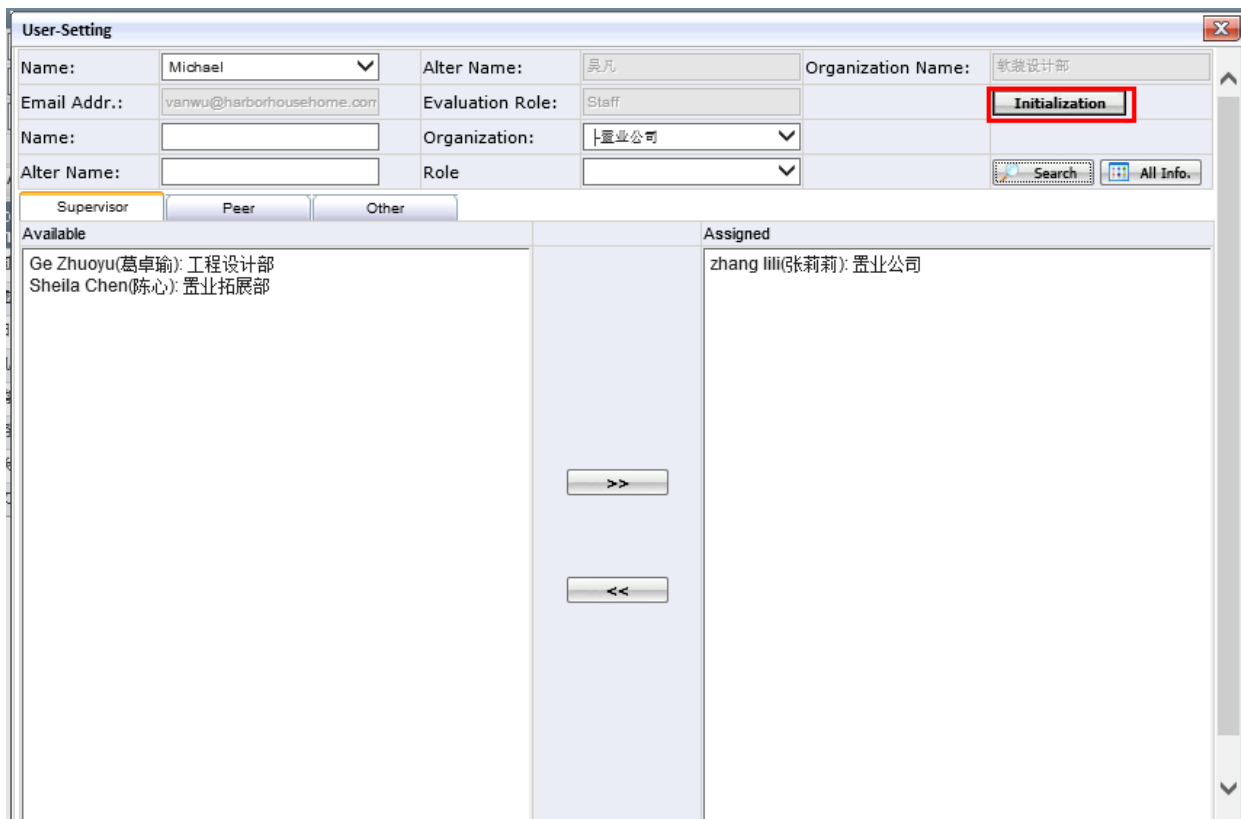 User-Setting
Name: Michael Alter Name: 吴凡 Organization Name: 软装设计部
Email Addr.: vanwu@harborhousehome.com Evaluation Role: Staff Initialization
Name: Organization: ├置业公司
Alter Name: Role Search All Info.
Supervisor Peer Other
Available Assigned
Ge Zhuoyu(葛卓瑜): 工程设计部 zhang lili(张莉莉): 置业公司
Sheila Chen(陈心): 置业拓展部
>>
<<